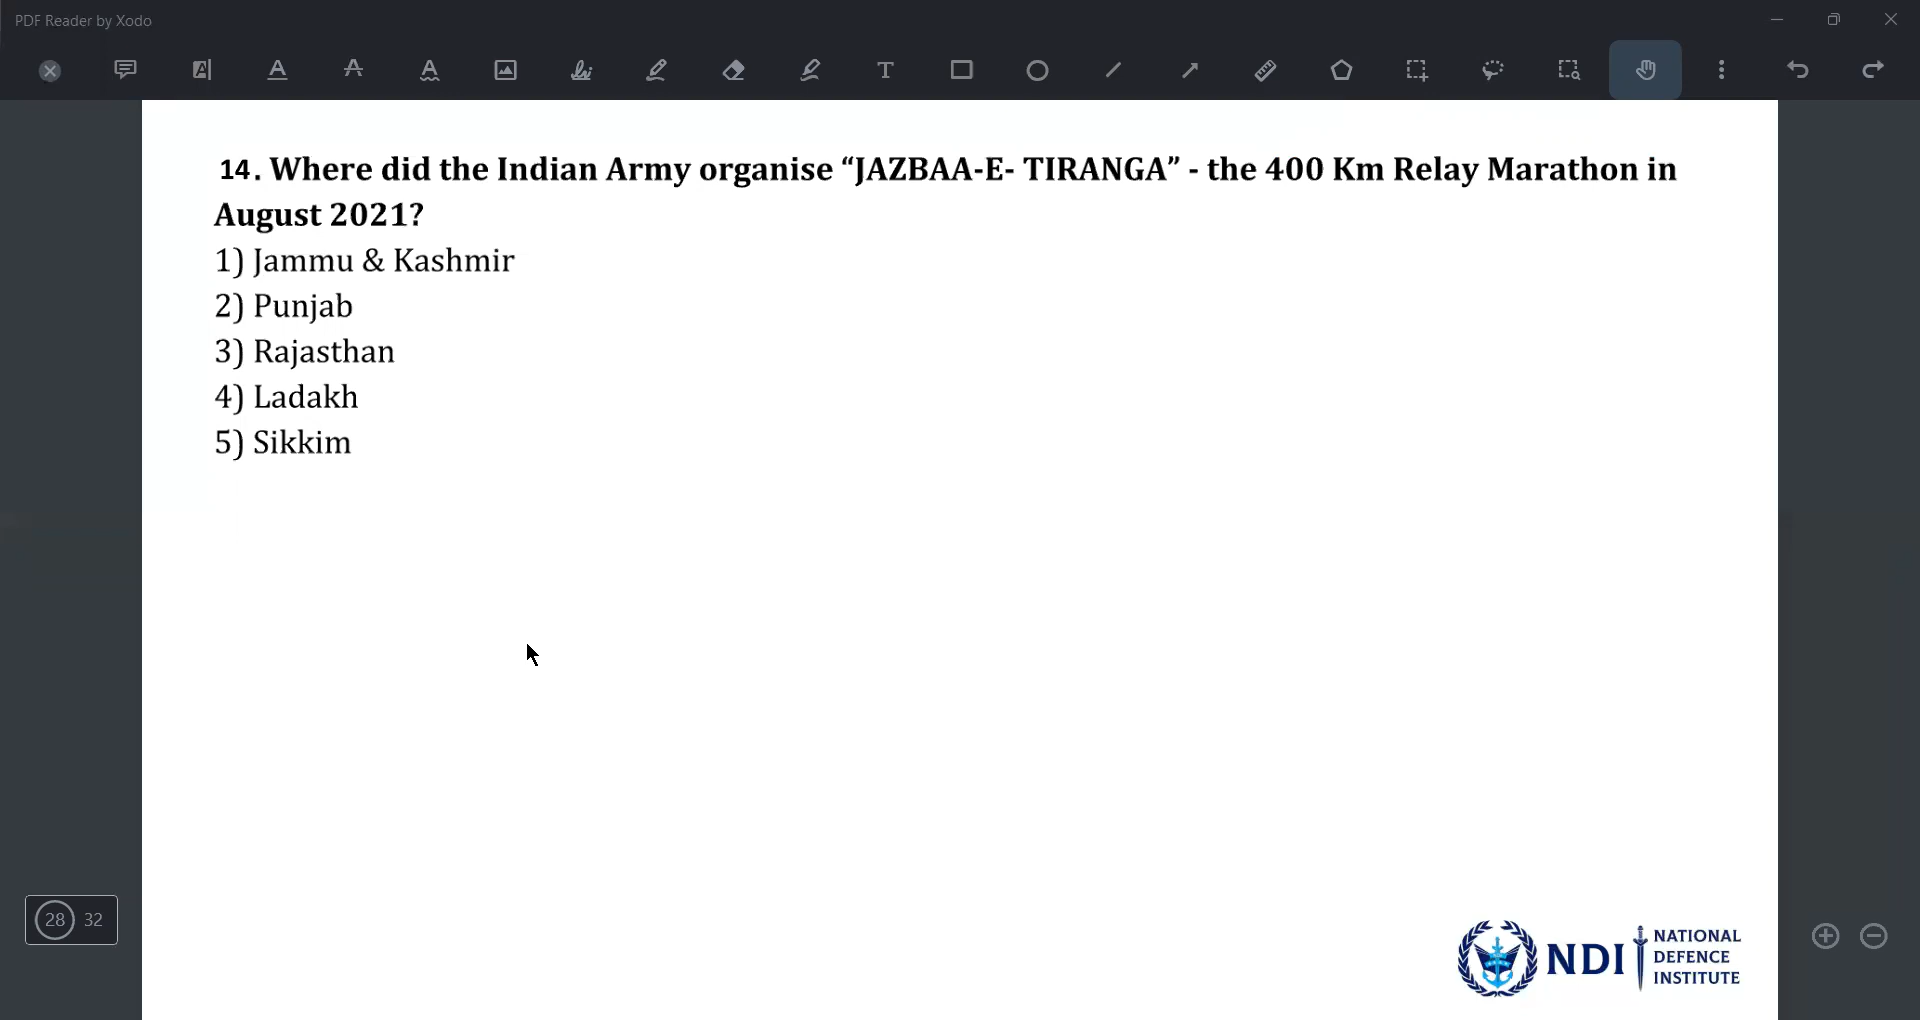 PDF Reader by Xodo
14. Where did the Indian Army organise “JAZBAA-E- TIRANGA” - the 400 Km Relay Marathon in
August 2021?
1) Jammu & Kashmir
2) Punjab
3) Rajasthan
4) Ladakh
5) Sikkim
28 32
NDI
NATIONAL
DEFENCE
INSTITUTE